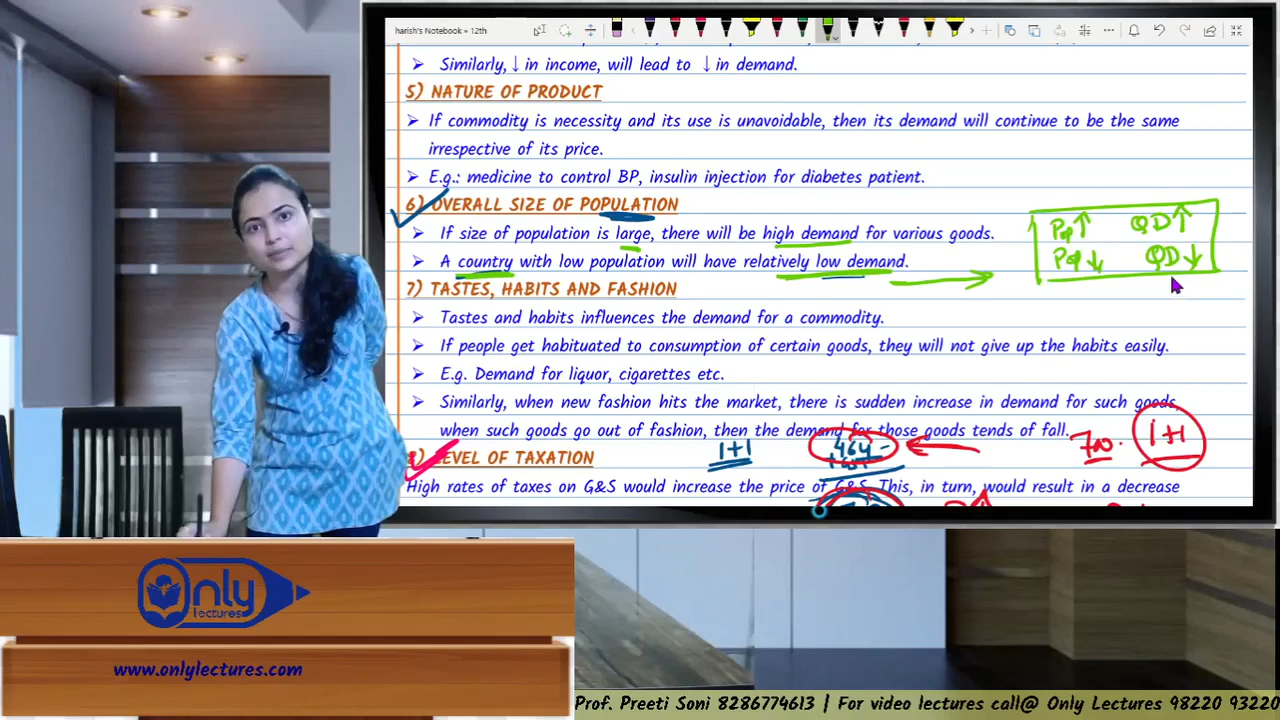 harish's Notebook » 12th
➢ Similarly, ↓ in income, will lead to ↓ in demand.
5) NATURE OF PRODUCT
➢ If commodity is necessity and its use is unavoidable, then its demand will continue to be the same
irrespective of its price.
➢ E.g.: medicine to control BP, insulin injection for diabetes patient.
6) OVERALL SIZE OF POPULATION
➢ If size of population is large, there will be high demand for various goods.
➢ A country with low population will have relatively low demand.
Pop↑ QD↑
Pop↓ QD↓
7) TASTES, HABITS AND FASHION
➢ Tastes and habits influences the demand for a commodity.
➢ If people get habituated to consumption of certain goods, they will not give up the habits easily.
➢ E.g. Demand for liquor, cigarettes etc.
➢ Similarly, when new fashion hits the market, there is sudden increase in demand for such goods,
when such goods go out of fashion, then the demand for those goods tends of fall.
1+1 464 700. 1+1
8) LEVEL OF TAXATION
High rates of taxes on G&S would increase the price of G&S. This, in turn, would result in a decrease
Only
lectures
www.onlylectures.com
Prof. Preeti Soni 8286774613 | For video lectures call@ Only Lectures 98220 93220